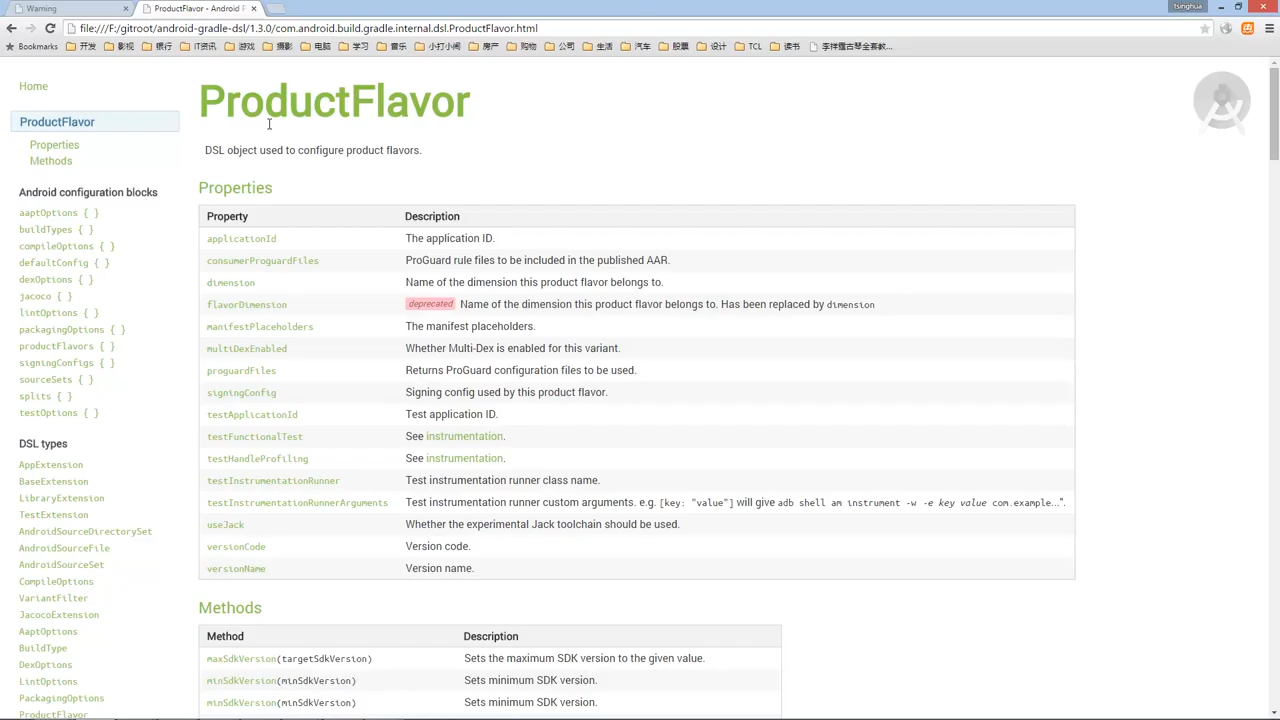 Warning
ProductFlavor - Android P
tsinghua
file:///F:/gitroot/android-gradle-dsl/1.3.0/com.android.build.gradle.internal.dsl.ProductFlavor.html
Bookmarks 开发 影视 银行 IT资讯 游戏 摄影 电脑 学习 音乐 小打小闹 房产 购物 公司 生活 汽车 股票 设计 TCL 读书
Home
ProductFlavor
Properties
Methods
Android configuration blocks
aaptOptions { }
buildTypes { }
compileOptions { }
defaultConfig { }
dexOptions { }
jacoco { }
lintOptions { }
packagingOptions { }
productFlavors { }
signingConfigs { }
sourceSets { }
splits { }
testOptions { }
DSL types
AppExtension
BaseExtension
LibraryExtension
TestExtension
AndroidSourceDirectorySet
AndroidSourceFile
AndroidSourceSet
CompileOptions
VariantFilter
JacocoExtension
AaptOptions
BuildType
DexOptions
LintOptions
PackagingOptions
ProductFlavor
ProductFlavor
DSL object used to configure product flavors.
Properties
Property Description
applicationId The application ID.
consumerProguardFiles ProGuard rule files to be included in the published AAR.
dimension Name of the dimension this product flavor belongs to.
flavorDimension deprecated Name of the dimension this product flavor belongs to. Has been replaced by dimension
manifestPlaceholders The manifest placeholders.
multiDexEnabled Whether Multi-Dex is enabled for this variant.
proguardFiles Returns ProGuard configuration files to be used.
signingConfig Signing config used by this product flavor.
testApplicationId Test application ID.
testFunctionalTest See instrumentation.
testHandleProfiling See instrumentation.
testInstrumentationRunner Test instrumentation runner class name.
testInstrumentationRunnerArguments Test instrumentation runner custom arguments. e.g. [key: "value"] will give adb shell am instrument -w -e key value com.example...".
useJack Whether the experimental Jack toolchain should be used.
versionCode Version code.
versionName Version name.
Methods
Method Description
maxSdkVersion(targetSdkVersion) Sets the maximum SDK version to the given value.
minSdkVersion(minSdkVersion) Sets minimum SDK version.
minSdkVersion(minSdkVersion) Sets minimum SDK version.